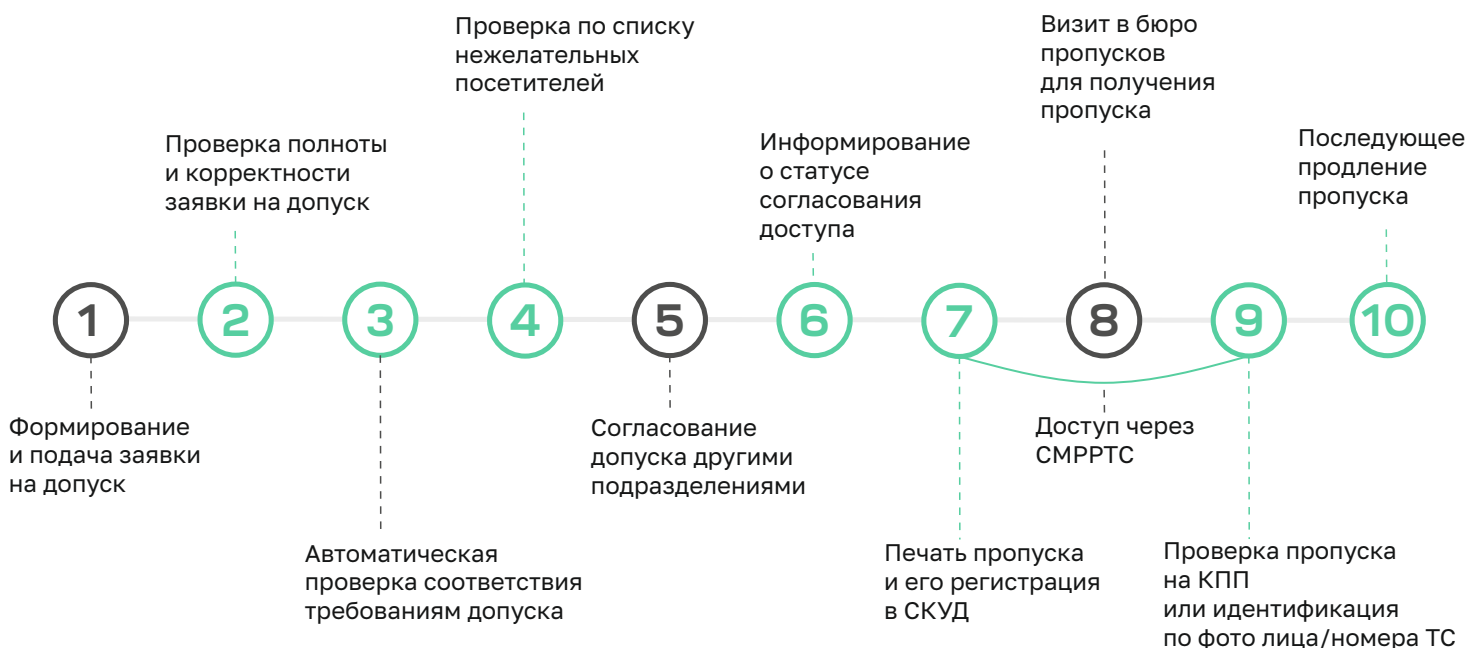 Проверка по списку
нежелательных
посетителей
Визит в бюро
пропусков
для получения
пропуска
Проверка полноты
и корректности
заявки на допуск
Информирование
о статусе
согласования
доступа
Последующее
продление
пропуска
1
2
3
4
5
6
7
8
9
10
Формирование
и подача заявки
на допуск
Согласование
допуска другими
подразделениями
Доступ через
СМРРТС
Автоматическая
проверка соответствия
требованиям допуска
Печать пропуска
и его регистрация
в СКУД
Проверка пропуска
на КПП
или идентификация
по фото лица/номера ТС